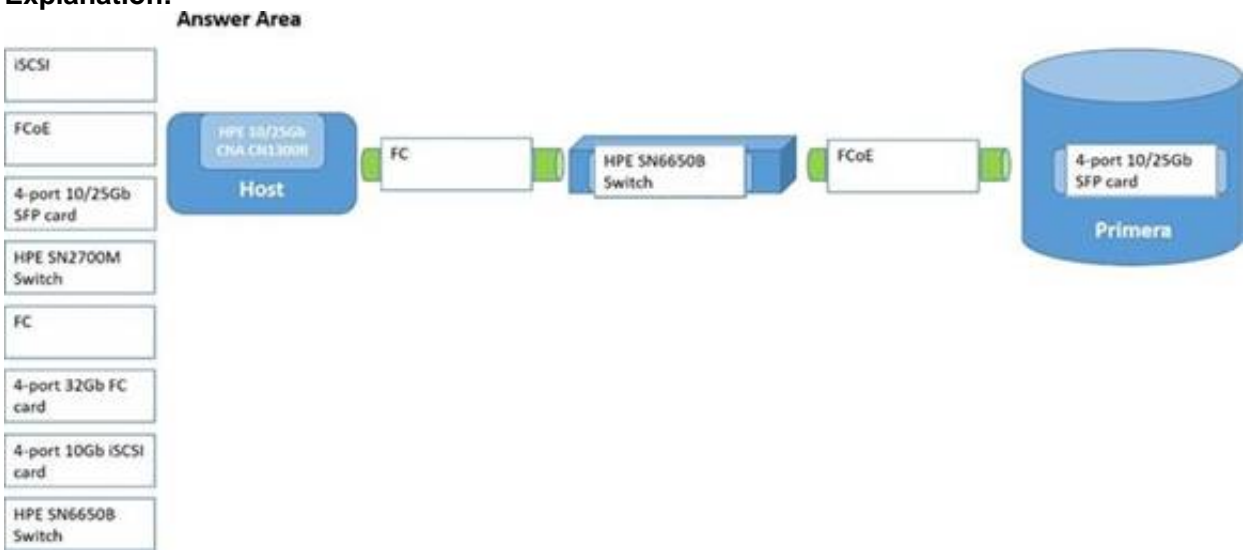 Explanation:
Answer Area
iSCSI
FCoE
4-port 10/25Gb
SFP card
HPE SN2700M
Switch
FC
4-port 32Gb FC
card
4-port 10Gb iSCSI
card
HPE SN6650B
Switch
HPE 10/25Gb
CNA CN1300R
Host
FC
HPE SN6650B
Switch
FCoE
4-port 10/25Gb
SFP card
Primera